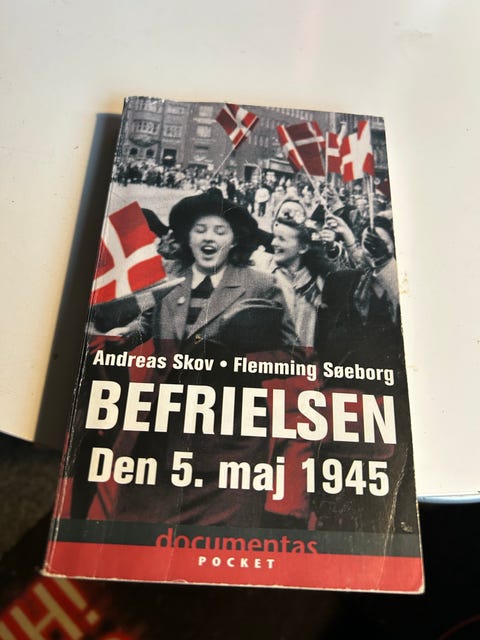 Andreas Skov • Flemming Søeborg
BEFRIELSEN
Den 5. maj 1945
documentas
POCKET